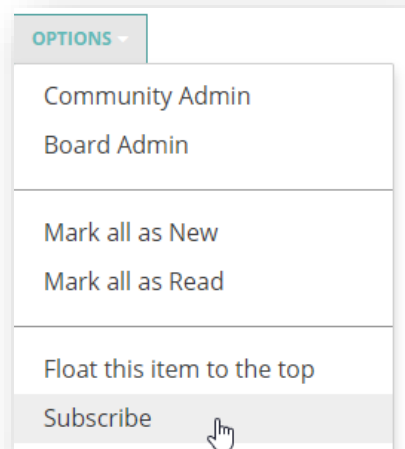 OPTIONS
Community Admin
Board Admin
Mark all as New
Mark all as Read
Float this item to the top
Subscribe